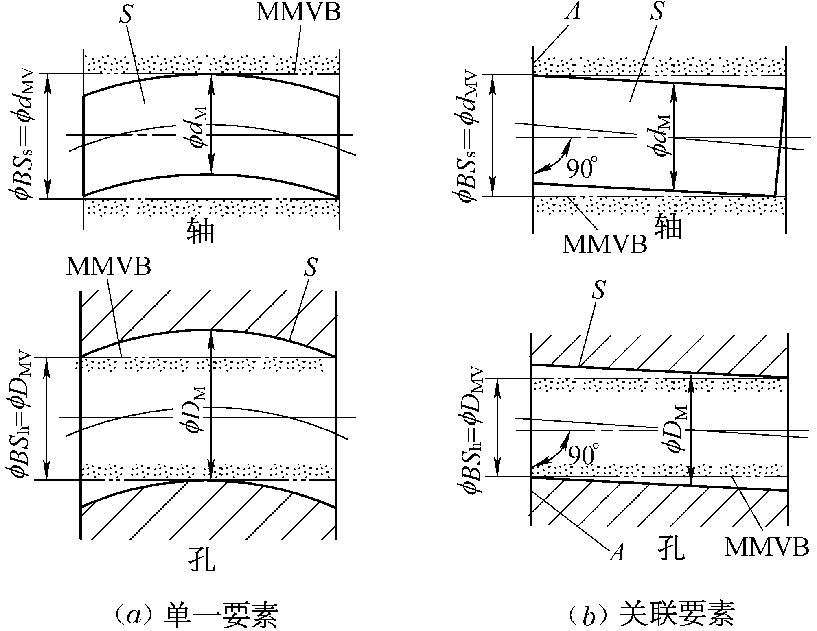 S MMVB
φBSs=φdMV
φdM
轴
A S
φBSs=φdMV
φdM
90°
MMVB
轴
MMVB S
φBSh=φDMV
φDM
孔
S
φBSh=φDMV
φDM
90°
A
孔
MMVB
(a) 单一要素
(b) 关联要素